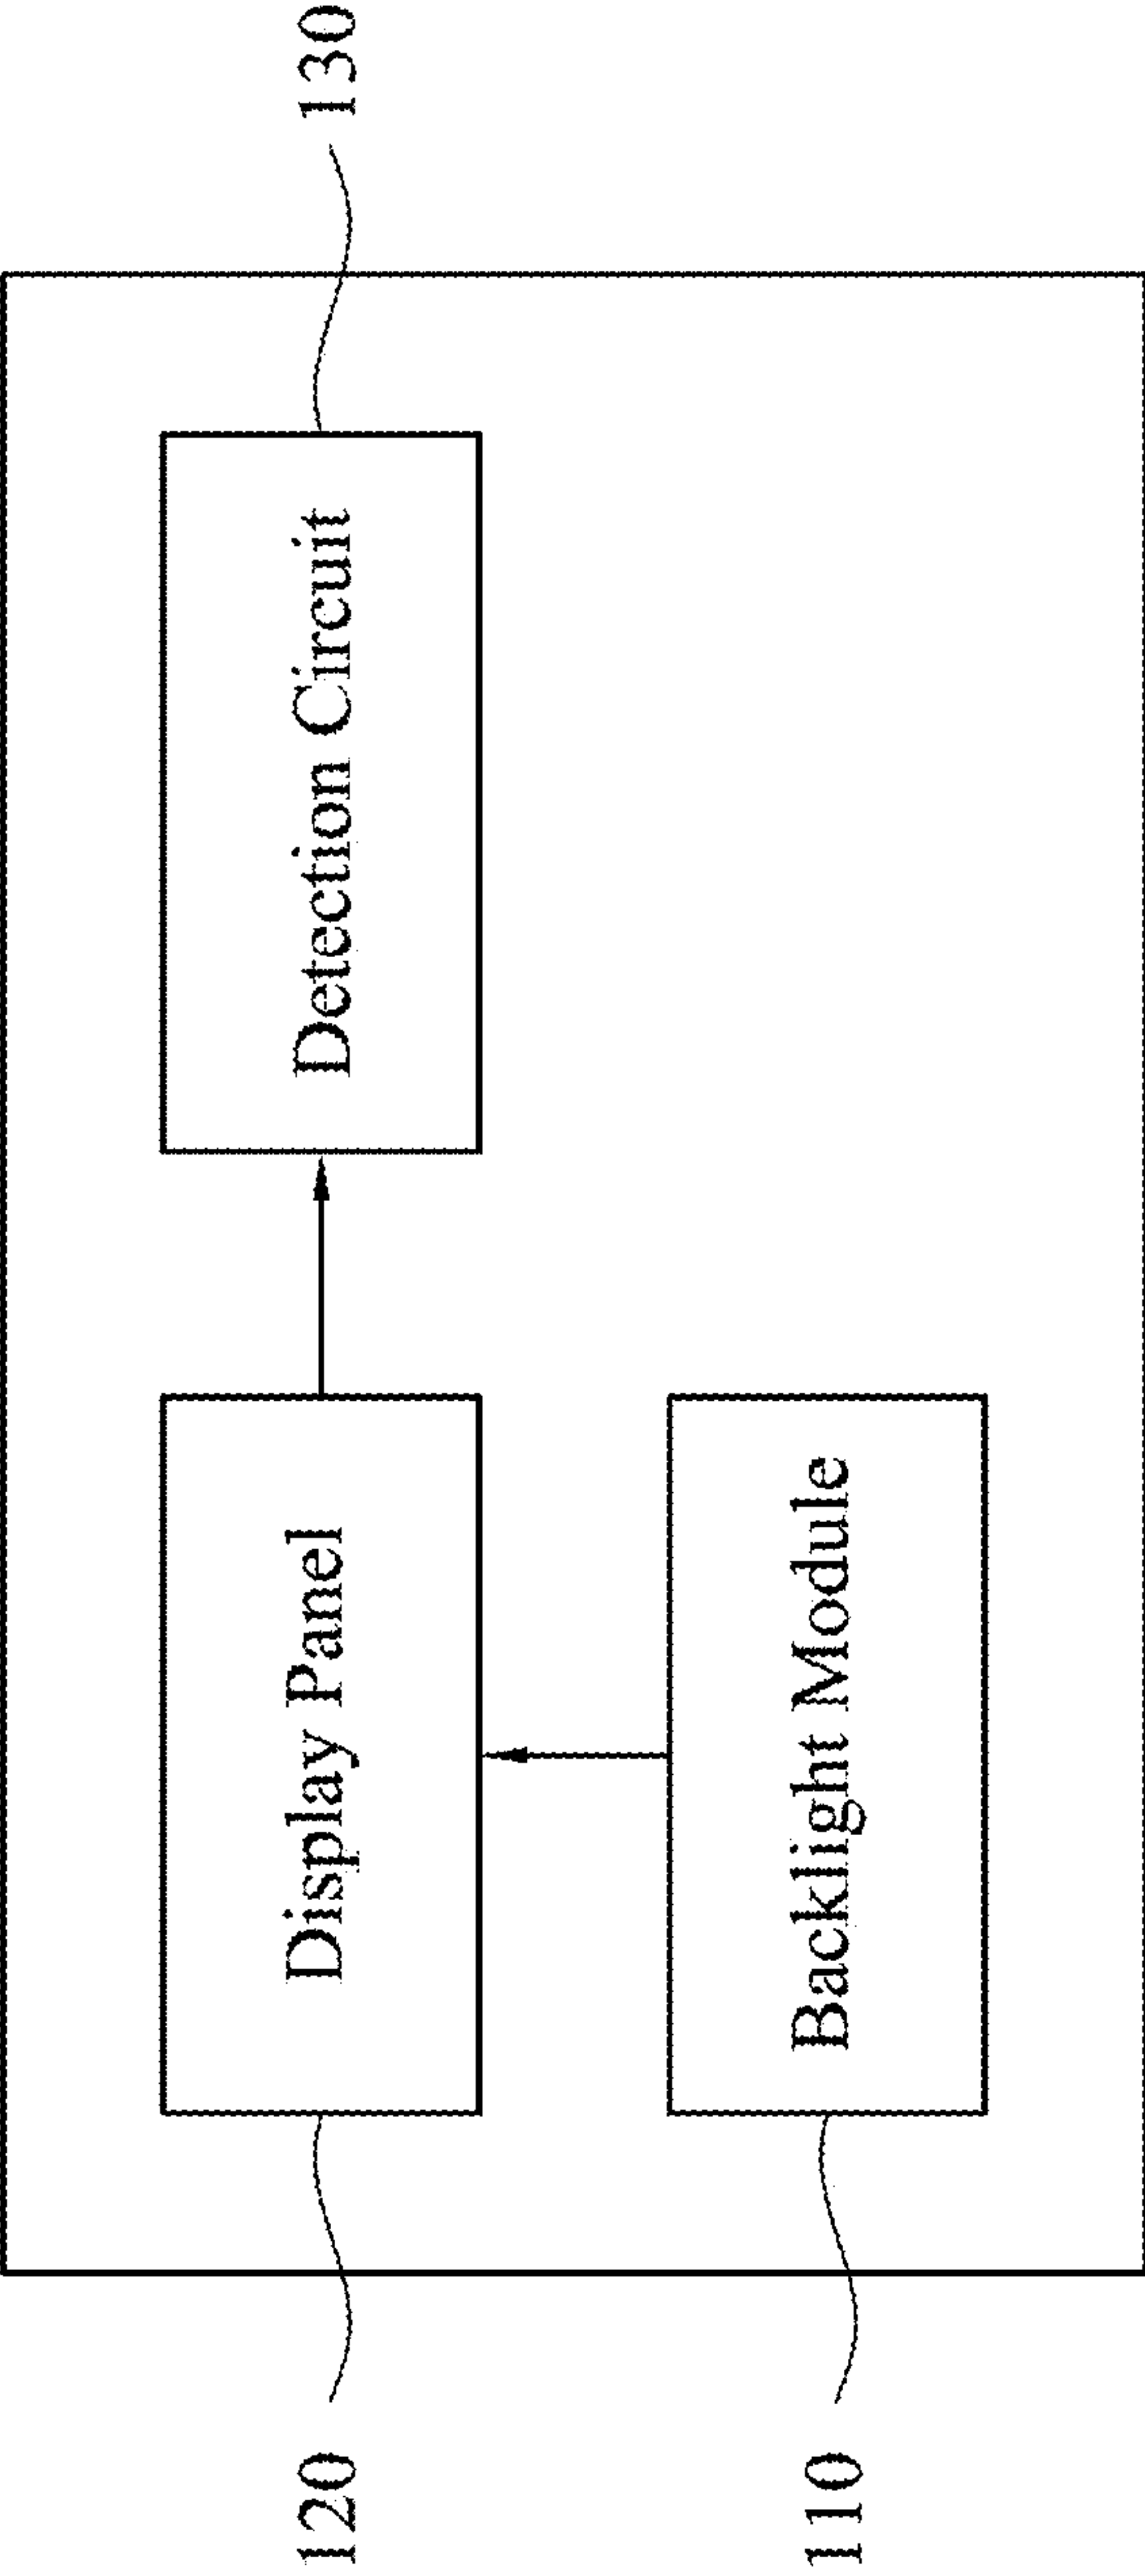 120
Display Panel
Detection Circuit
130
110
Backlight Module